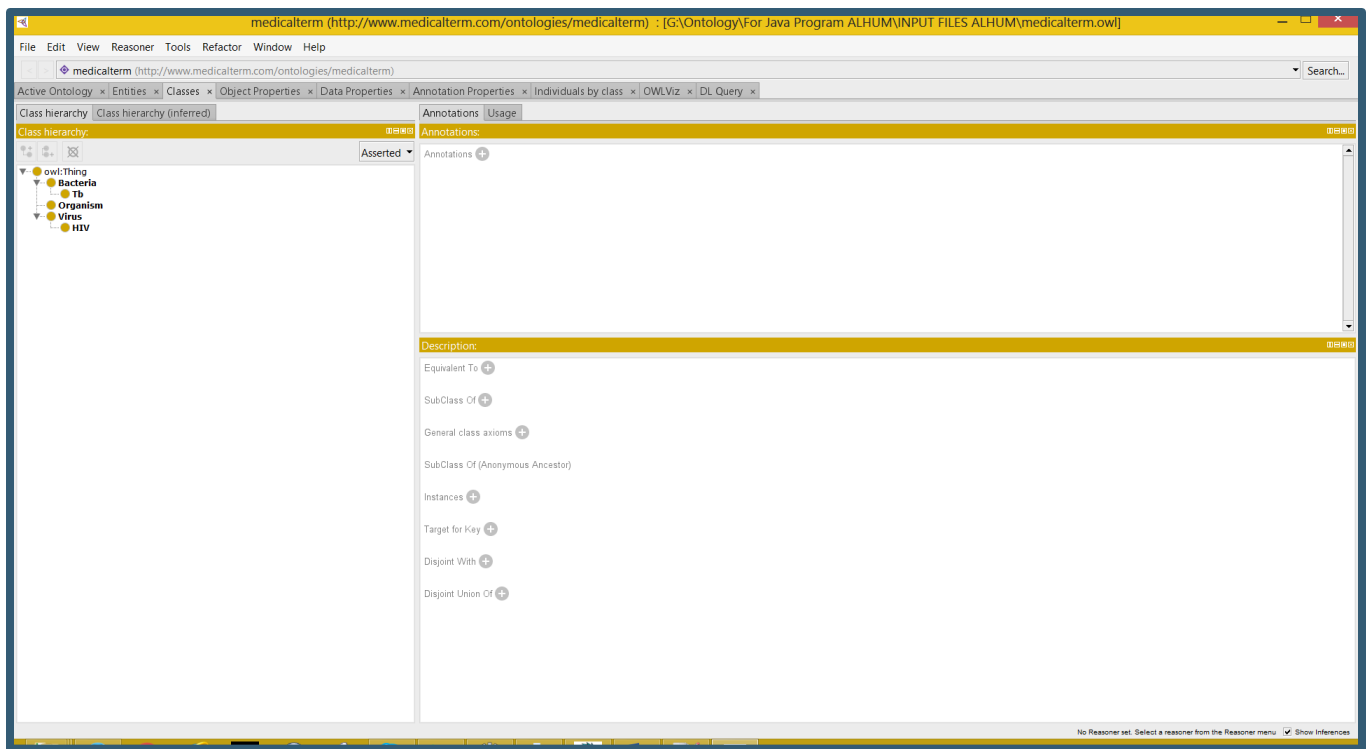 medicalterm (http://www.medicalterm.com/ontologies/medicalterm) : [G:\Ontology\For Java Program ALHUM\INPUT FILES ALHUM\medicalterm.owl]
File Edit View Reasoner Tools Refactor Window Help
medicalterm (http://www.medicalterm.com/ontologies/medicalterm) Search...
Active Ontology × Entities × Classes × Object Properties × Data Properties × Annotation Properties × Individuals by class × OWLViz × DL Query ×
Class hierarchy Class hierarchy (inferred)
Class hierarchy:
Asserted
owl:Thing
Bacteria
Tb
Organism
Virus
HIV
Annotations Usage
Annotations:
Annotations
Description:
Equivalent To
SubClass Of
General class axioms
SubClass Of (Anonymous Ancestor)
Instances
Target for Key
Disjoint With
Disjoint Union Of
No Reasoner set. Select a reasoner from the Reasoner menu Show Inferences